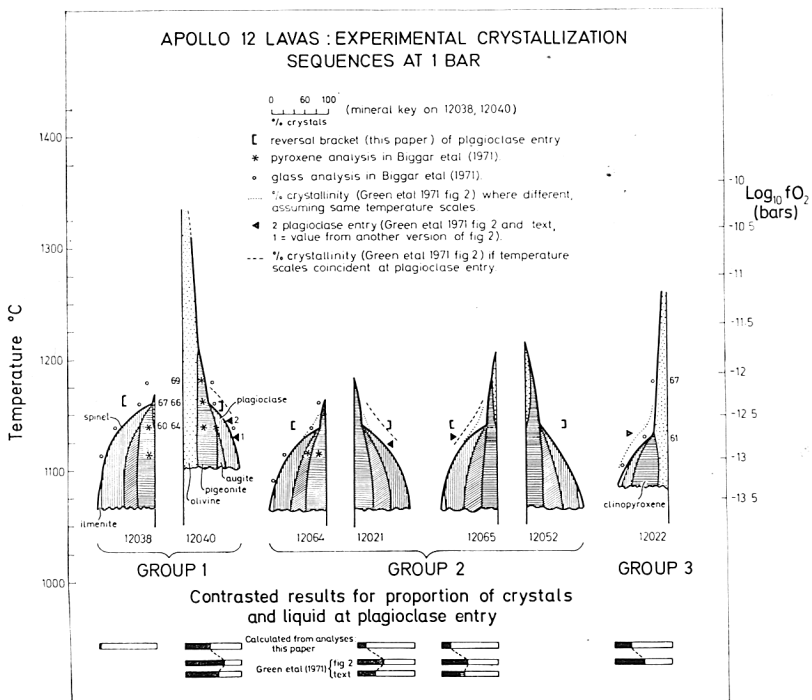 APOLLO 12 LAVAS : EXPERIMENTAL CRYSTALLIZATION
SEQUENCES AT 1 BAR
0 60 100
(mineral key on 12038, 12040)
% crystals
[ reversal bracket (this paper) of plagioclase entry
* pyroxene analysis in Biggar etal (1971).
o glass analysis in Biggar etal (1971).
...... % crystallinity (Green etal 1971 fig 2) where different,
assuming same temperature scales.
◄ 2 plagioclase entry (Green etal 1971 fig 2 and text,
1 = value from another version of fig 2).
--- % crystallinity (Green etal 1971 fig 2) if temperature
scales coincident at plagioclase entry.
Temperature °C
1400
1300
1200
1100
1000
Log10 fO2
(bars)
-10
-10 5
-11
-11.5
-12
-12.5
-13
-13 5
69
67 66
60 64
67
61
2
1
spinel
plagioclase
augite
pigeonite
olivine
ilmenite
clinopyroxene
12038 12040 12064 12021 12065 12052 12022
GROUP 1 GROUP 2 GROUP 3
Contrasted results for proportion of crystals
and liquid at plagioclase entry
Calculated from analyses
this paper
Green etal (1971) { fig 2
text